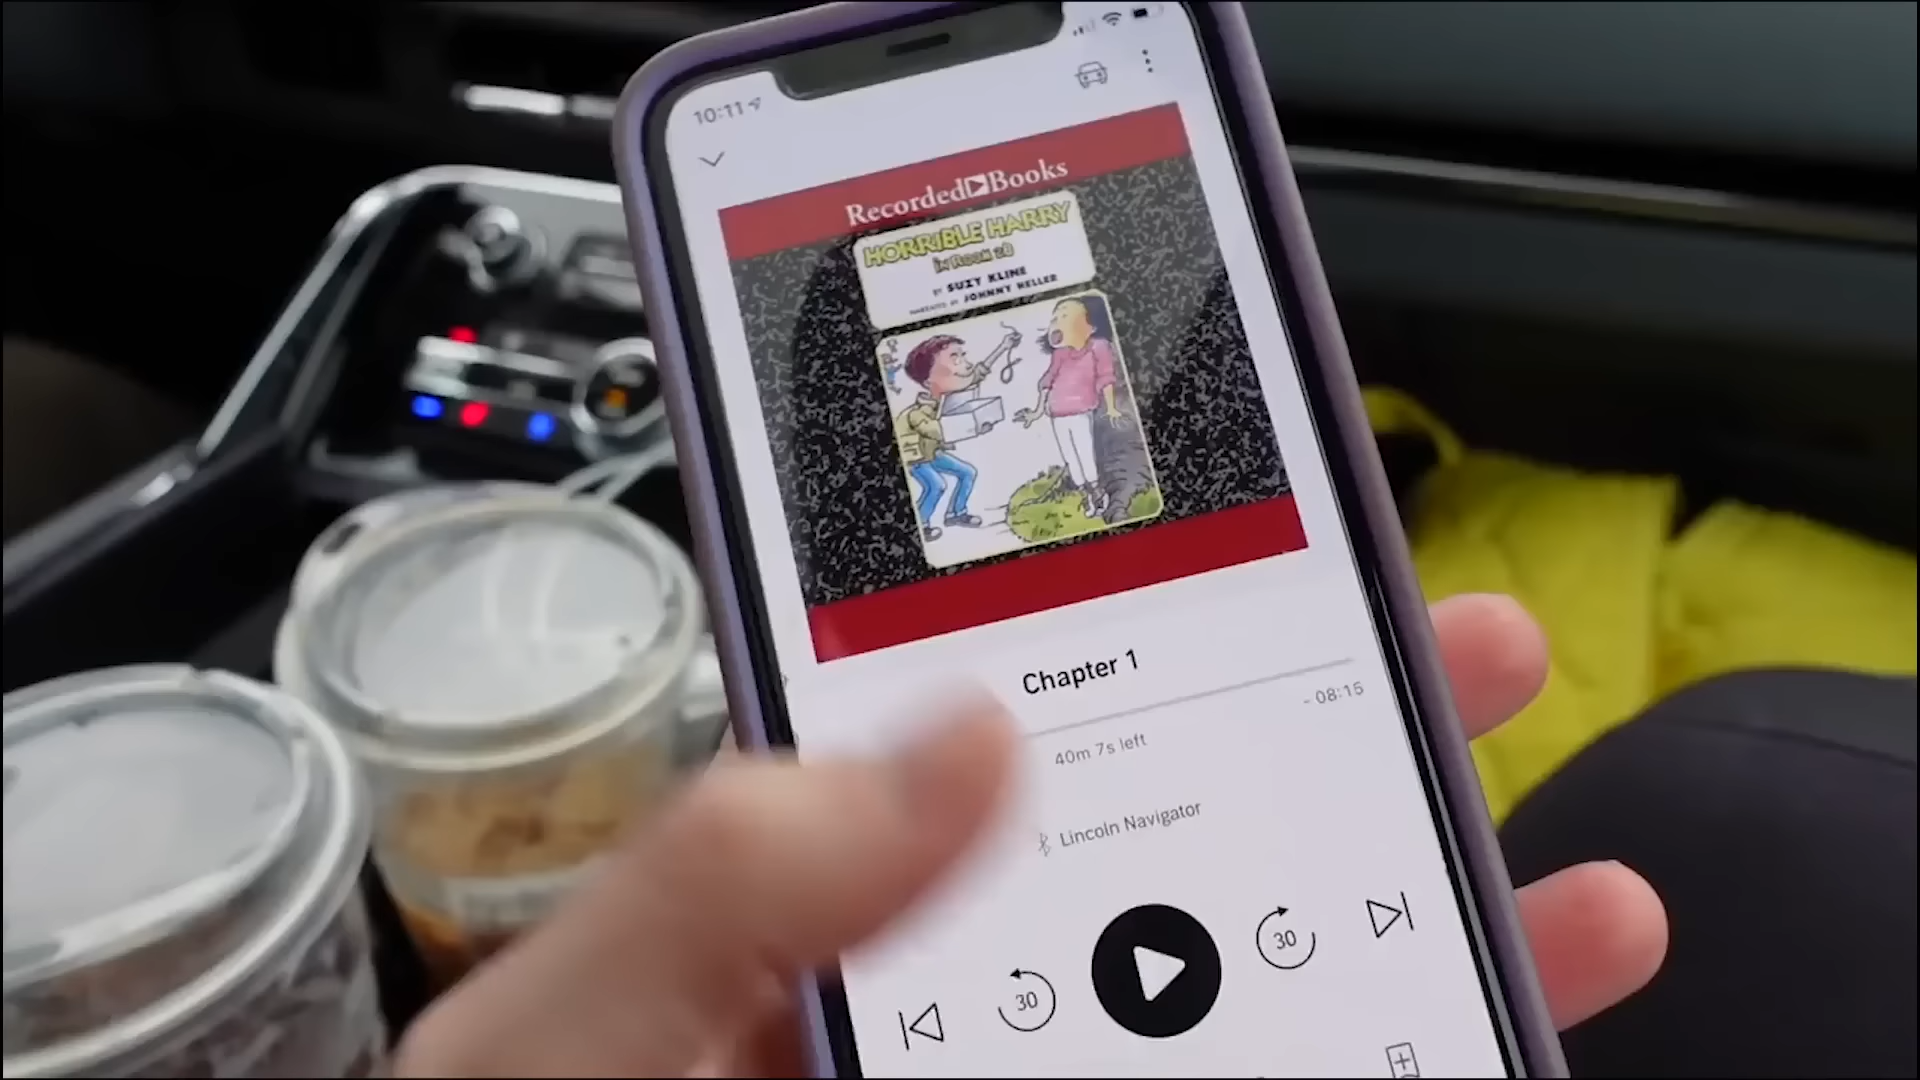 10:11
Recorded Books
HORRIBLE HARRY
IN ROOM 2B
BY SUZY KLINE
NARRATED BY JOHNNY HELLER
Chapter 1
- 08:15
40m 7s left
Lincoln Navigator
30
30